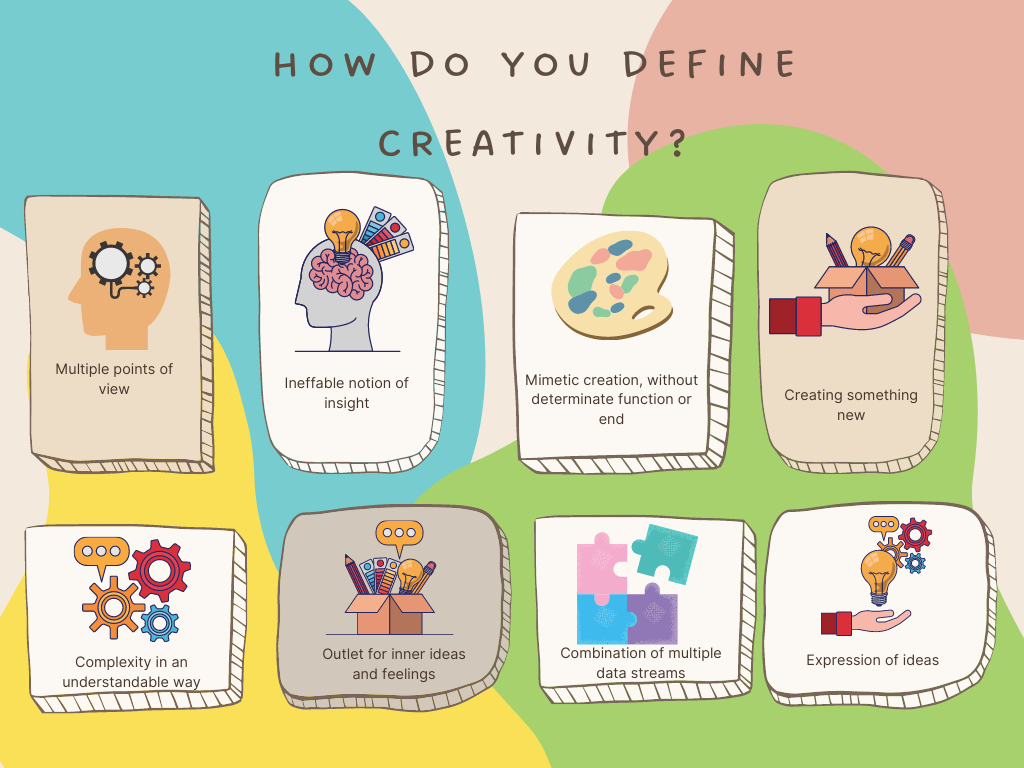 HOW DO YOU DEFINE
CREATIVITY?
Multiple points of
view
Ineffable notion of
insight
Mimetic creation, without
determinate function or
end
Creating something
new
Complexity in an
understandable way
Outlet for inner ideas
and feelings
Combination of multiple
data streams
Expression of ideas